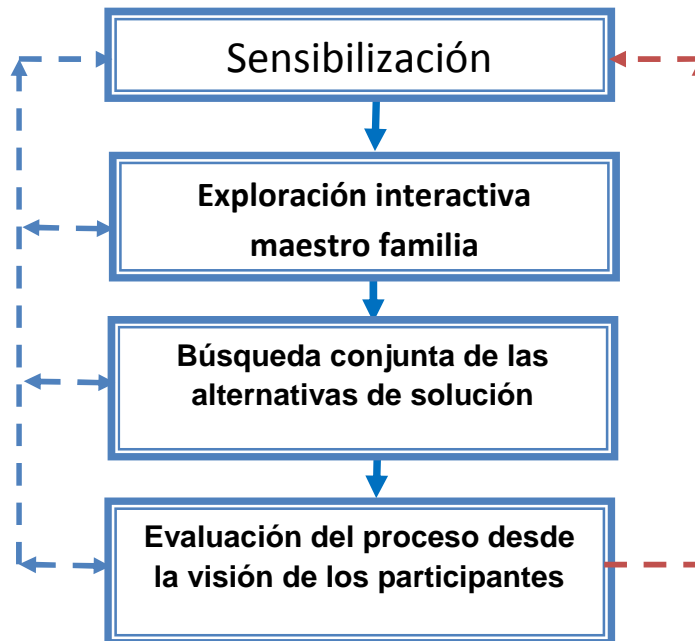 Sensibilización
Exploración interactiva
maestro familia
Búsqueda conjunta de las
alternativas de solución
Evaluación del proceso desde
la visión de los participantes